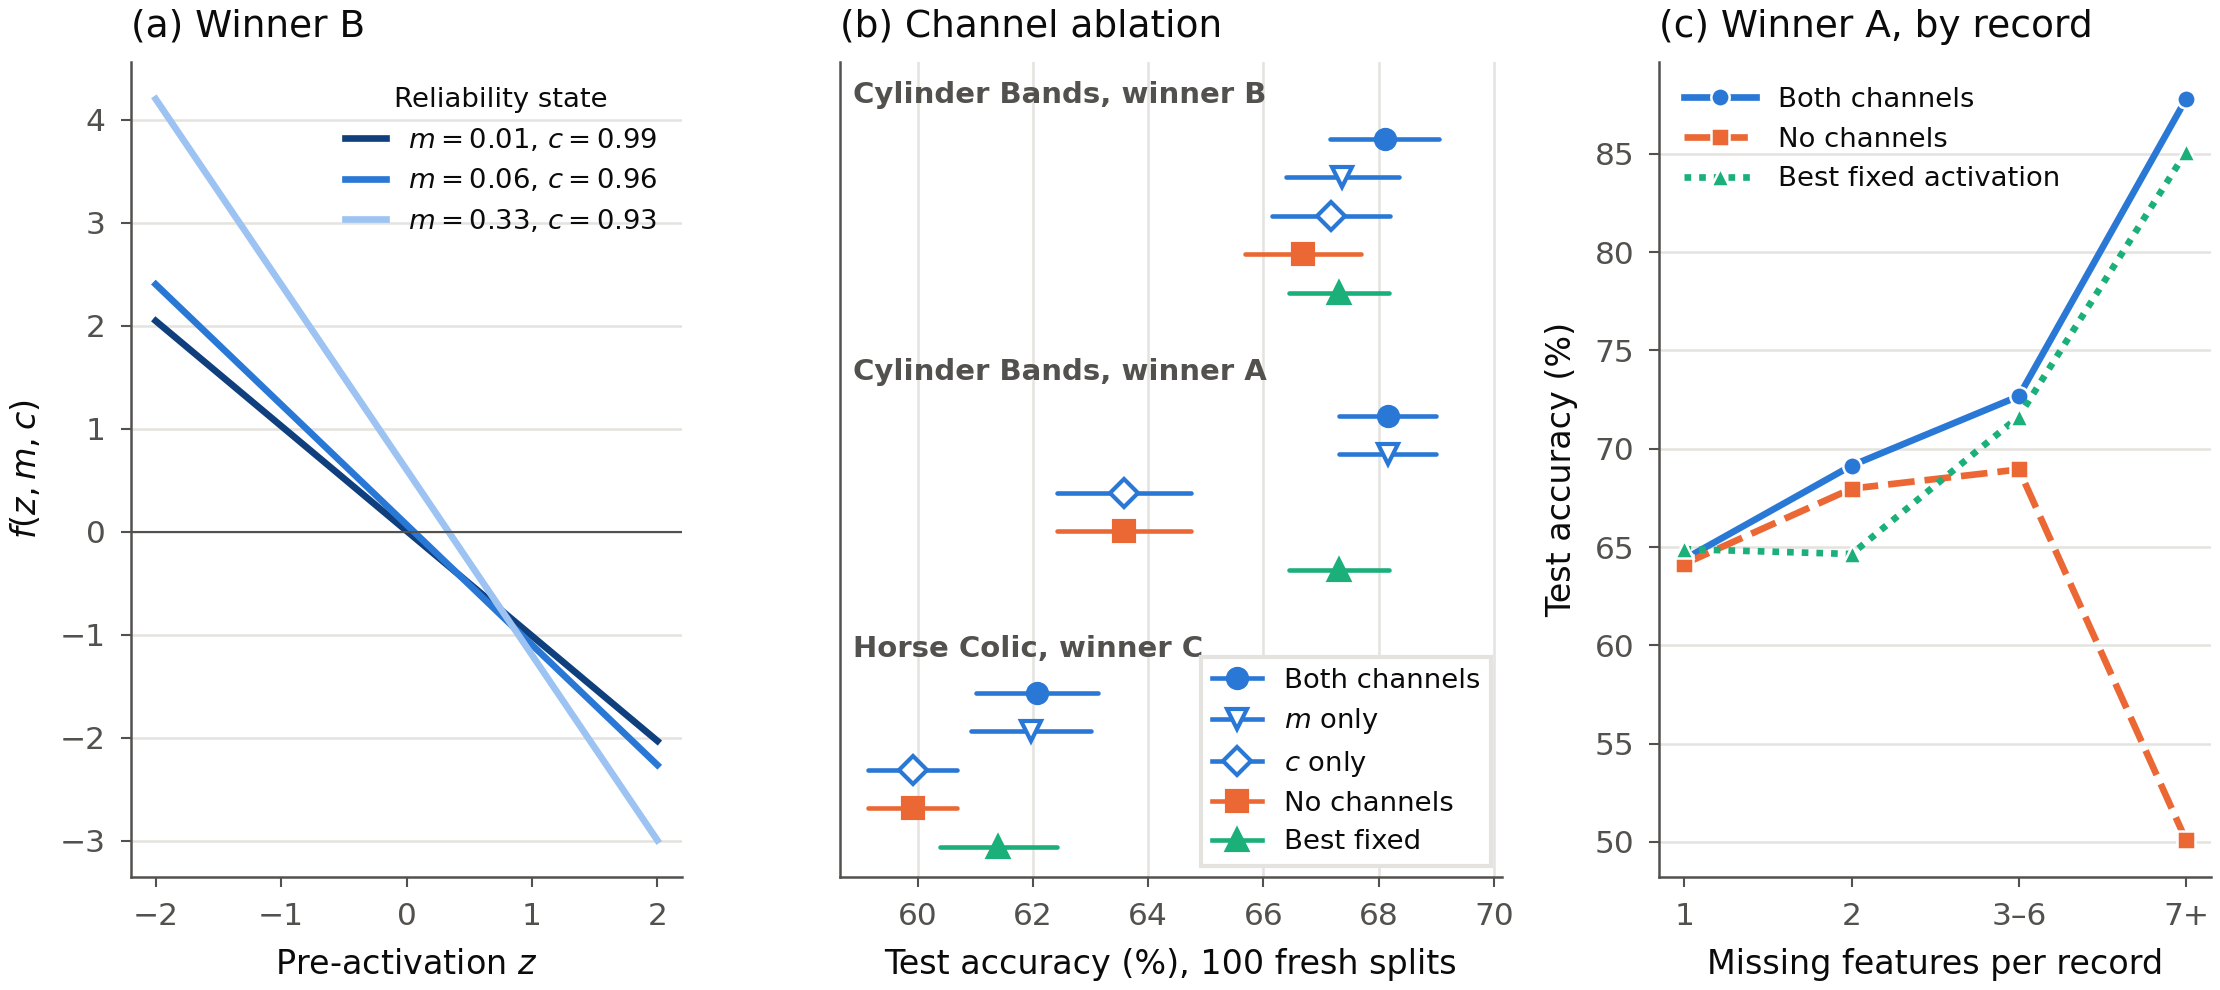 (a) Winner B
Reliability state
m = 0.01, c = 0.99
m = 0.06, c = 0.96
m = 0.33, c = 0.93
4
3
2
1
0
−1
−2
−3
f(z, m, c)
−2
−1
0
1
2
Pre-activation z
(b) Channel ablation
Cylinder Bands, winner B
Cylinder Bands, winner A
Horse Colic, winner C
Both channels
m only
c only
No channels
Best fixed
60
62
64
66
68
70
Test accuracy (%), 100 fresh splits
(c) Winner A, by record
Both channels
No channels
Best fixed activation
85
80
75
70
65
60
55
50
Test accuracy (%)
1
2
3–6
7+
Missing features per record